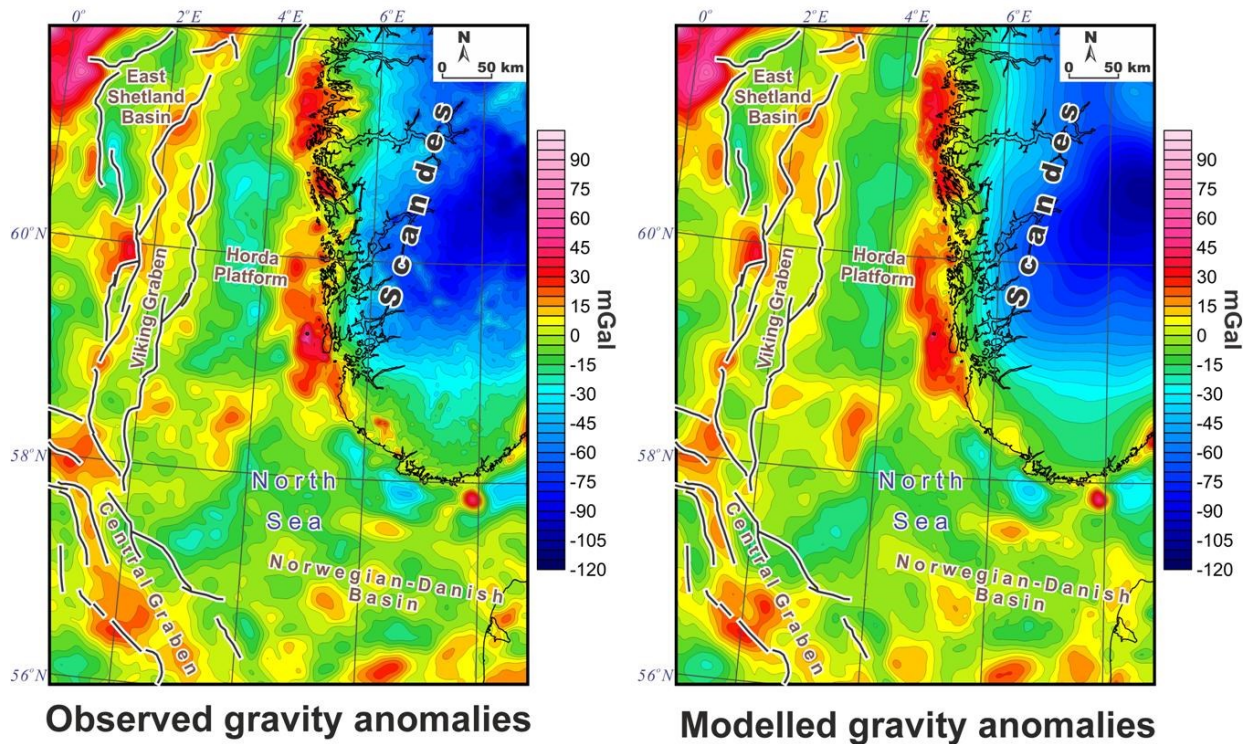 0° 2°E 4°E 6°E
N
0 50 km
East
Shetland
Basin
Scandes
60°N
Viking Graben
Horda
Platform
58°N
North
Sea
Central Graben
Norwegian-Danish
Basin
56°N
90
75
60
45
30
15
0
-15
-30
-45
-60
-75
-90
-105
-120
mGal
Observed gravity anomalies
0° 2°E 4°E 6°E
N
0 50 km
East
Shetland
Basin
Scandes
60°N
Viking Graben
Horda
Platform
58°N
North
Sea
Central Graben
Norwegian-Danish
Basin
56°N
90
75
60
45
30
15
0
-15
-30
-45
-60
-75
-90
-105
-120
mGal
Modelled gravity anomalies